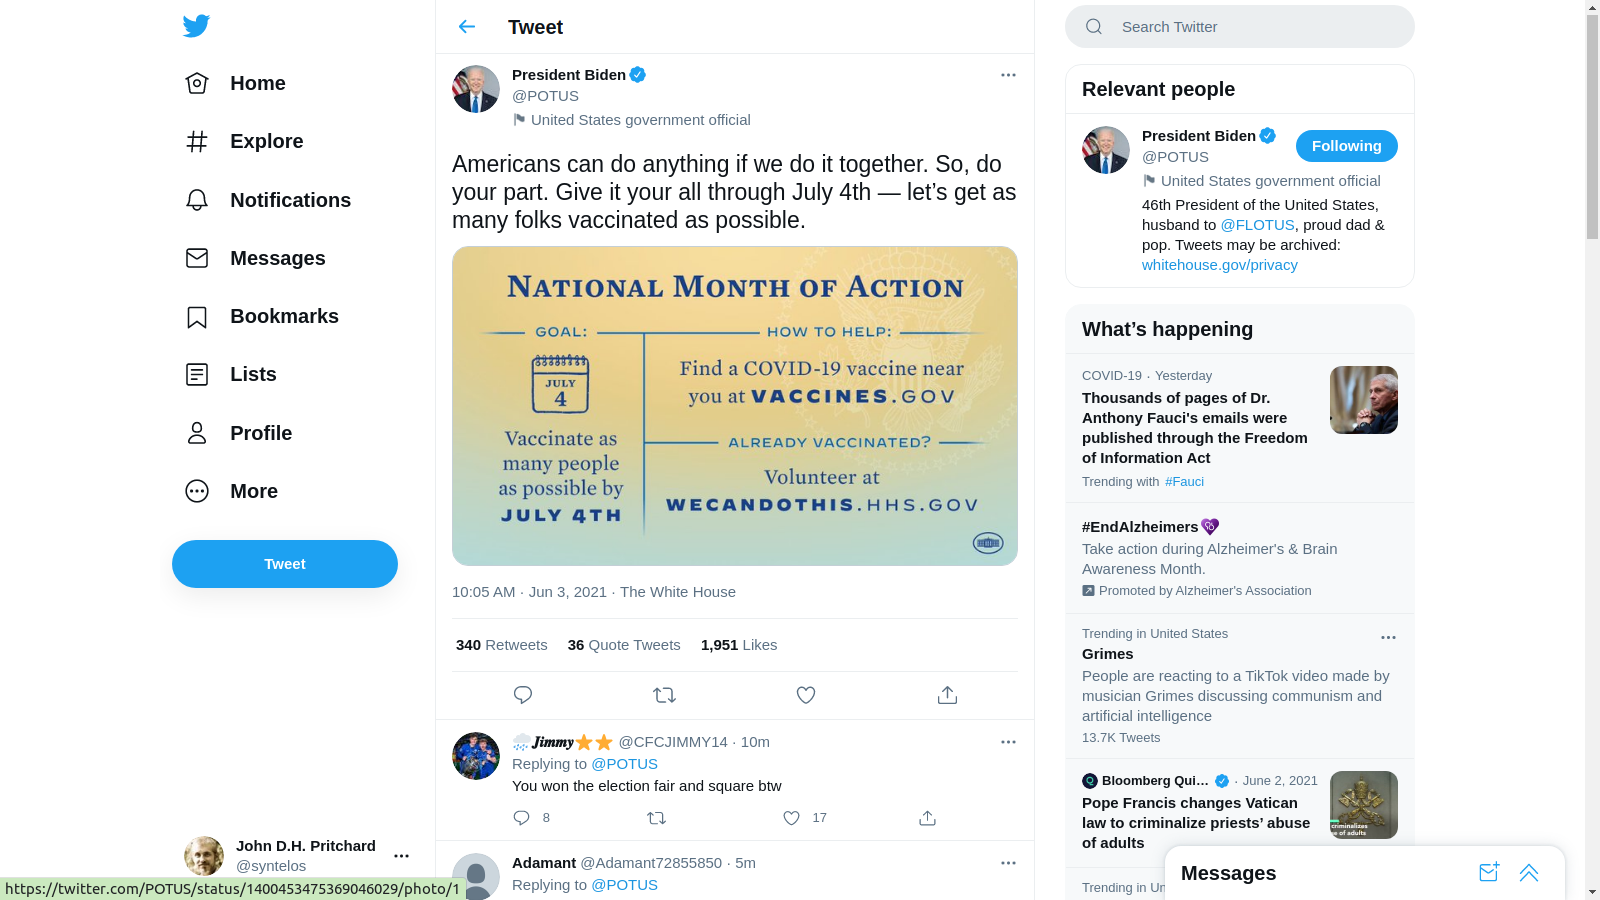 Home
Explore
Notifications
Messages
Bookmarks
Lists
Profile
More
Tweet
John D.H. Pritchard
@syntelos
https://twitter.com/POTUS/status/1400453475369046029/photo/1
Tweet
President Biden
@POTUS
United States government official
Americans can do anything if we do it together. So, do
your part. Give it your all through July 4th — let’s get as
many folks vaccinated as possible.
NATIONAL MONTH OF ACTION
GOAL:
JULY
4
Vaccinate as
many people
as possible by
JULY 4TH
HOW TO HELP:
Find a COVID-19 vaccine near
you at VACCINES.GOV
ALREADY VACCINATED?
Volunteer at
WECANDOTHIS.HHS.GOV
10:05 AM · Jun 3, 2021 · The White House
340 Retweets 36 Quote Tweets 1,951 Likes
Jimmy @CFCJIMMY14 · 10m
Replying to @POTUS
You won the election fair and square btw
8 17
Adamant @Adamant72855850 · 5m
Replying to @POTUS
Search Twitter
Relevant people
President Biden
@POTUS
Following
United States government official
46th President of the United States,
husband to @FLOTUS, proud dad &
pop. Tweets may be archived:
whitehouse.gov/privacy
What’s happening
COVID-19 · Yesterday
Thousands of pages of Dr.
Anthony Fauci's emails were
published through the Freedom
of Information Act
Trending with #Fauci
#EndAlzheimers
Take action during Alzheimer's & Brain
Awareness Month.
Promoted by Alzheimer's Association
Trending in United States
Grimes
People are reacting to a TikTok video made by
musician Grimes discussing communism and
artificial intelligence
13.7K Tweets
Bloomberg Qui... · June 2, 2021
Pope Francis changes Vatican
law to criminalize priests’ abuse
of adults
criminalizes
se of adults
Trending in Un
Messages